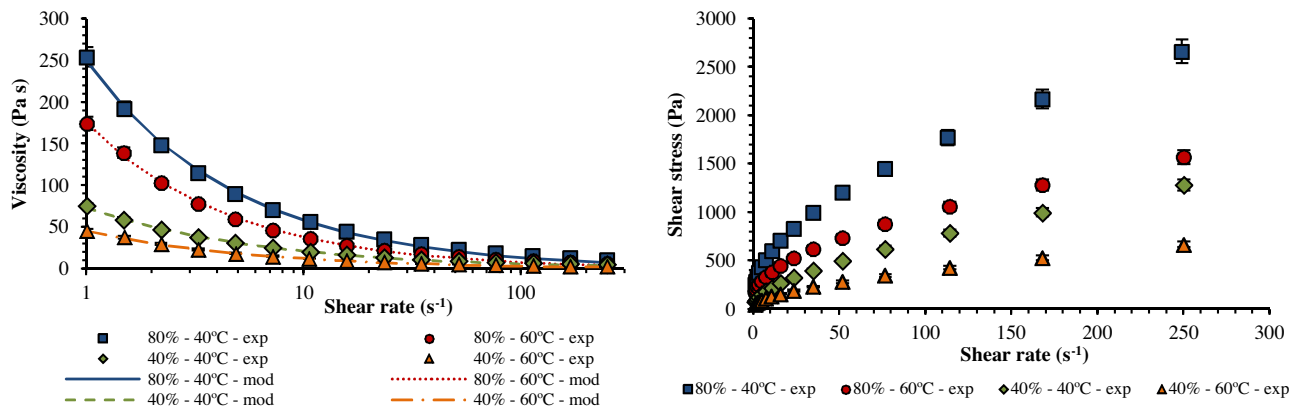 300
250
200
150
100
50
0
Viscosity (Pa s)
1 10 100
Shear rate (s⁻¹)
80% - 40ºC - exp 80% - 60ºC - exp
40% - 40ºC - exp 40% - 60ºC - exp
80% - 40ºC - mod 80% - 60ºC - mod
40% - 40ºC - mod 40% - 60ºC - mod
3000
2500
2000
1500
1000
500
0
Shear stress (Pa)
0 50 100 150 200 250 300
Shear rate (s⁻¹)
80% - 40ºC - exp 80% - 60ºC - exp 40% - 40ºC - exp 40% - 60ºC - exp